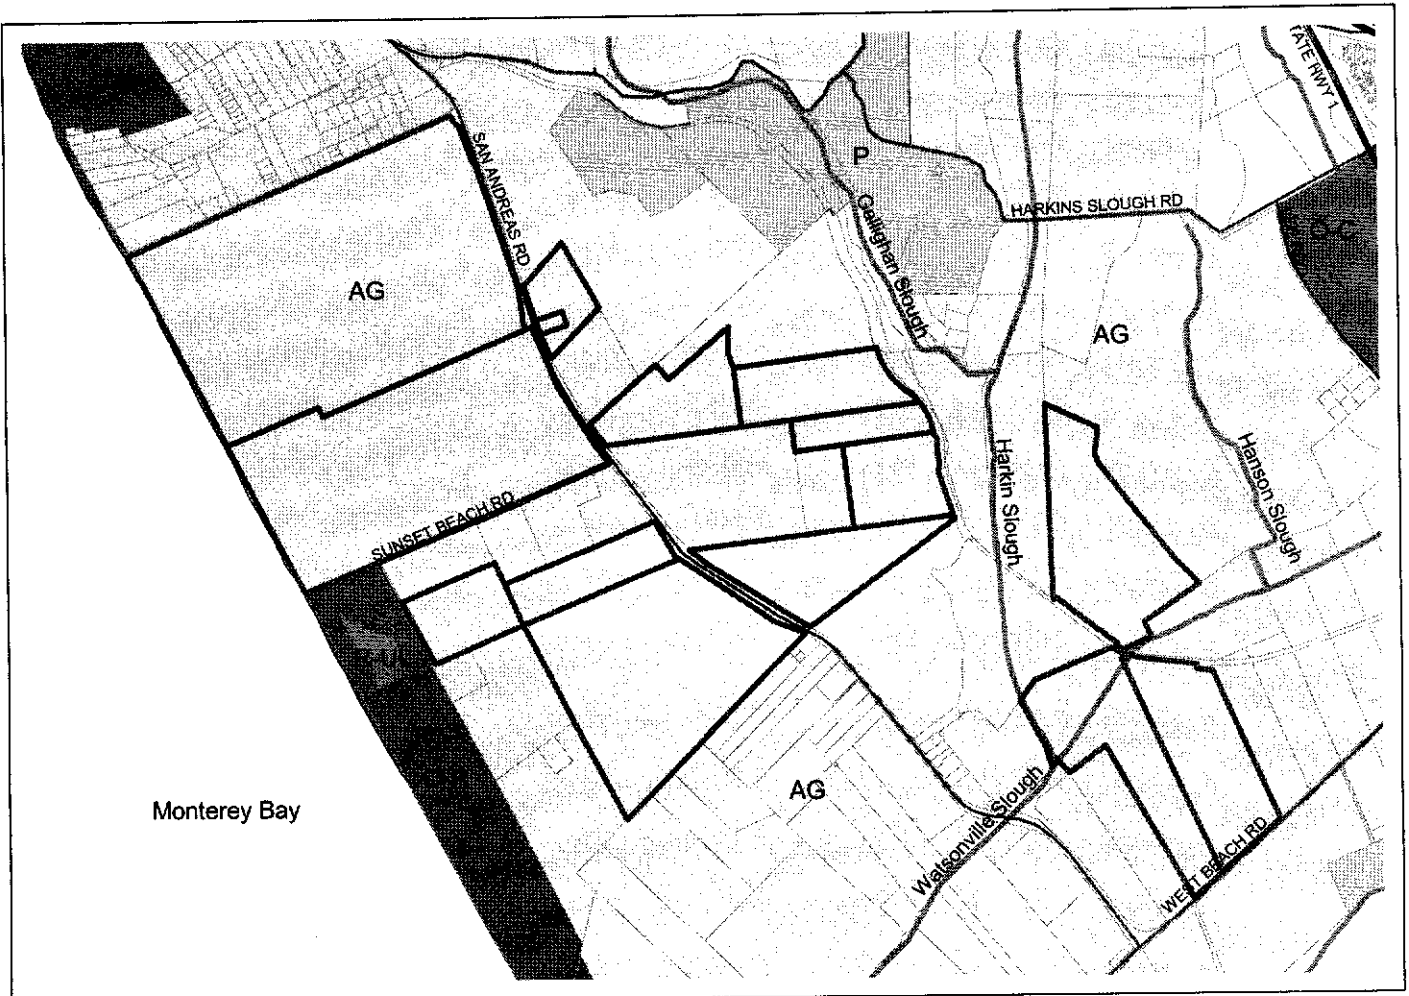 STATE HWY 1
SAN ANDREAS RD
P
HARKINS SLOUGH RD
Gallighan Slough
O-C
AG
AG
Harkin Slough
Hanson Slough
SUNSET BEACH RD
AG
Monterey Bay
Watsonville Slough
WEST BEACH RD